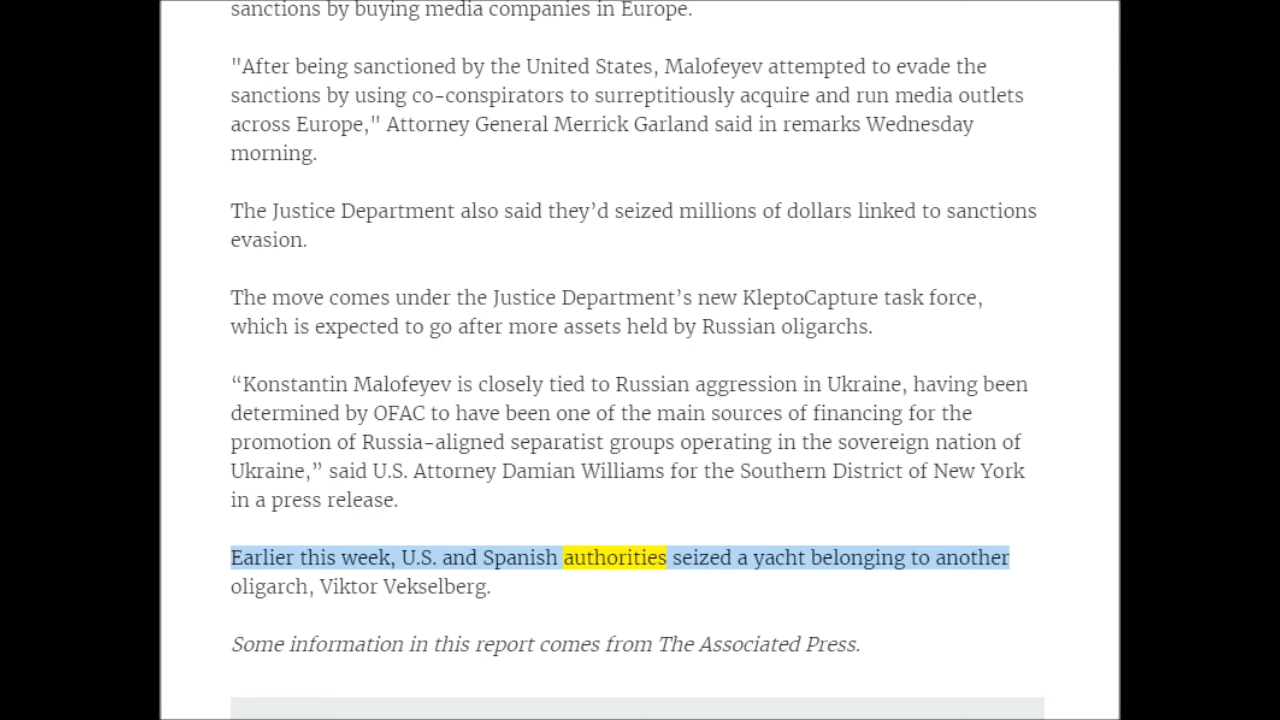 sanctions by buying media companies in Europe.
"After being sanctioned by the United States, Malofeyev attempted to evade the
sanctions by using co-conspirators to surreptitiously acquire and run media outlets
across Europe," Attorney General Merrick Garland said in remarks Wednesday
morning.
The Justice Department also said they’d seized millions of dollars linked to sanctions
evasion.
The move comes under the Justice Department’s new KleptoCapture task force,
which is expected to go after more assets held by Russian oligarchs.
“Konstantin Malofeyev is closely tied to Russian aggression in Ukraine, having been
determined by OFAC to have been one of the main sources of financing for the
promotion of Russia-aligned separatist groups operating in the sovereign nation of
Ukraine,” said U.S. Attorney Damian Williams for the Southern District of New York
in a press release.
Earlier this week, U.S. and Spanish authorities seized a yacht belonging to another
oligarch, Viktor Vekselberg.
Some information in this report comes from The Associated Press.